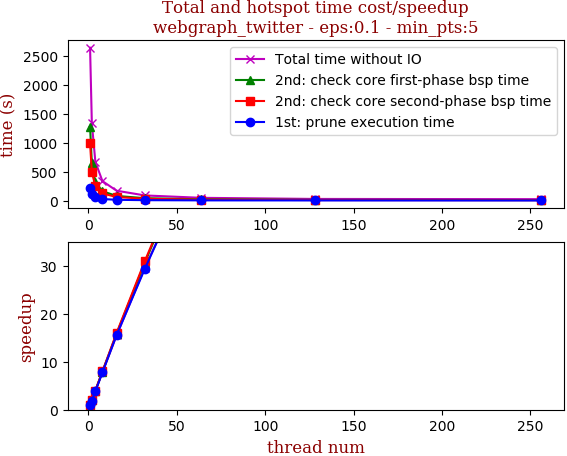 Total and hotspot time cost/speedup
webgraph_twitter - eps:0.1 - min_pts:5
time (s)
2500
2000
1500
1000
500
0
Total time without IO
2nd: check core first-phase bsp time
2nd: check core second-phase bsp time
1st: prune execution time
0 50 100 150 200 250
speedup
30
20
10
0
0 50 100 150 200 250
thread num